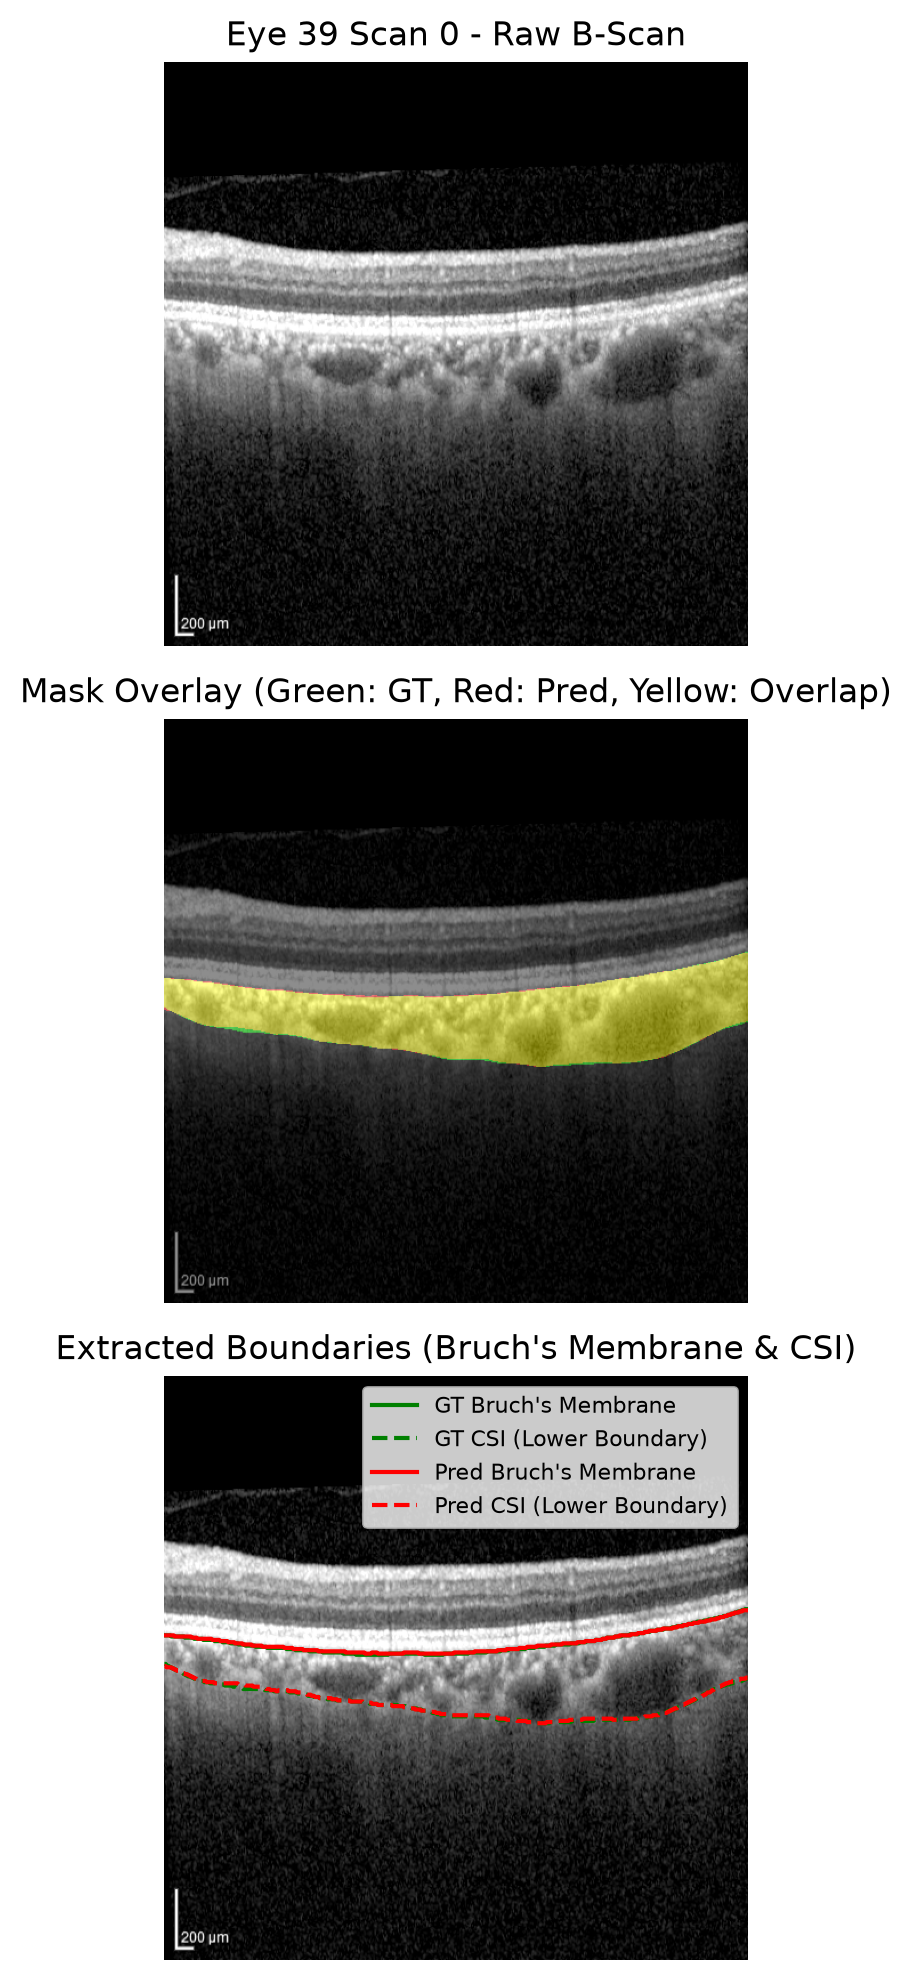 Eye 39 Scan 0 - Raw B-Scan
200 µm
Mask Overlay (Green: GT, Red: Pred, Yellow: Overlap)
200 µm
Extracted Boundaries (Bruch's Membrane & CSI)
GT Bruch's Membrane
GT CSI (Lower Boundary)
Pred Bruch's Membrane
Pred CSI (Lower Boundary)
200 µm